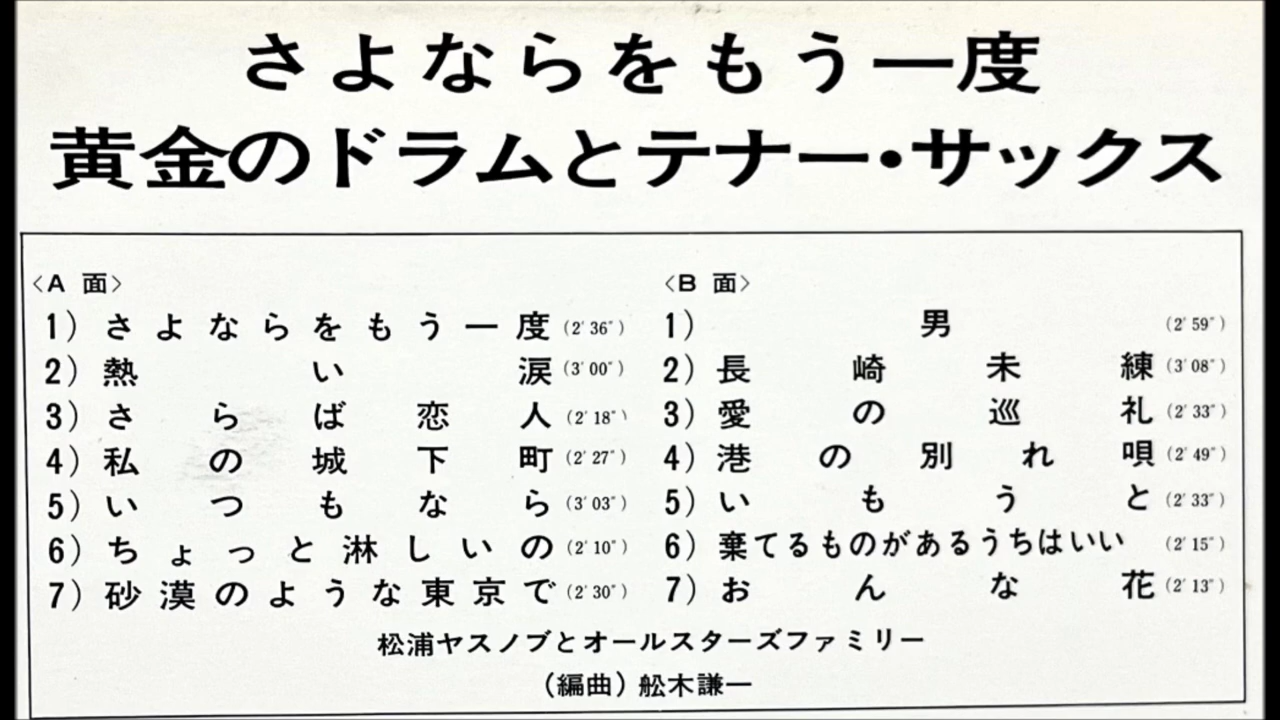 さよならをもう一度
黄金のドラムとテナー・サックス
〈A 面〉
1) さよならをもう一度 (2′36″)
2) 熱い涙 (3′00″)
3) さらば恋人 (2′18″)
4) 私の城下町 (2′27″)
5) いつもなら (3′03″)
6) ちょっと淋しいの (2′10″)
7) 砂漠のような東京で (2′30″)
〈B 面〉
1) 男 (2′59″)
2) 長崎未練 (3′08″)
3) 愛の巡礼 (2′33″)
4) 港の別れ唄 (2′49″)
5) いもうと (2′33″)
6) 棄てるものがあるうちはいい (2′15″)
7) おんな花 (2′13″)
松浦ヤスノブとオールスターズファミリー
(編曲) 舩木謙一